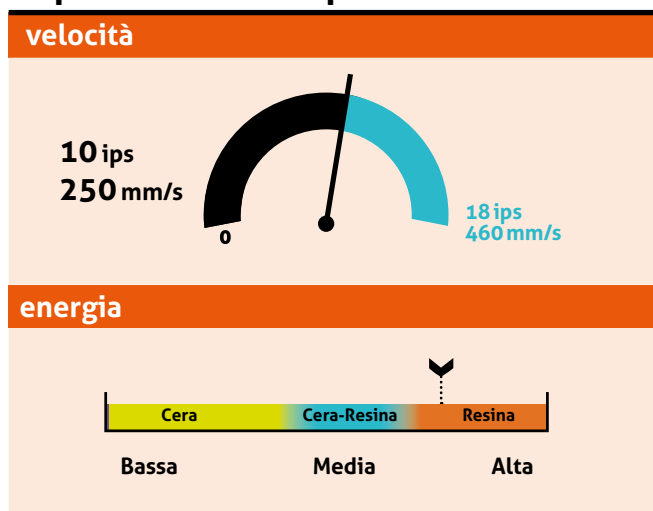 velocità
10 ips
250 mm/s
0
18 ips
460 mm/s
energia
Cera Cera-Resina Resina
Bassa Media Alta